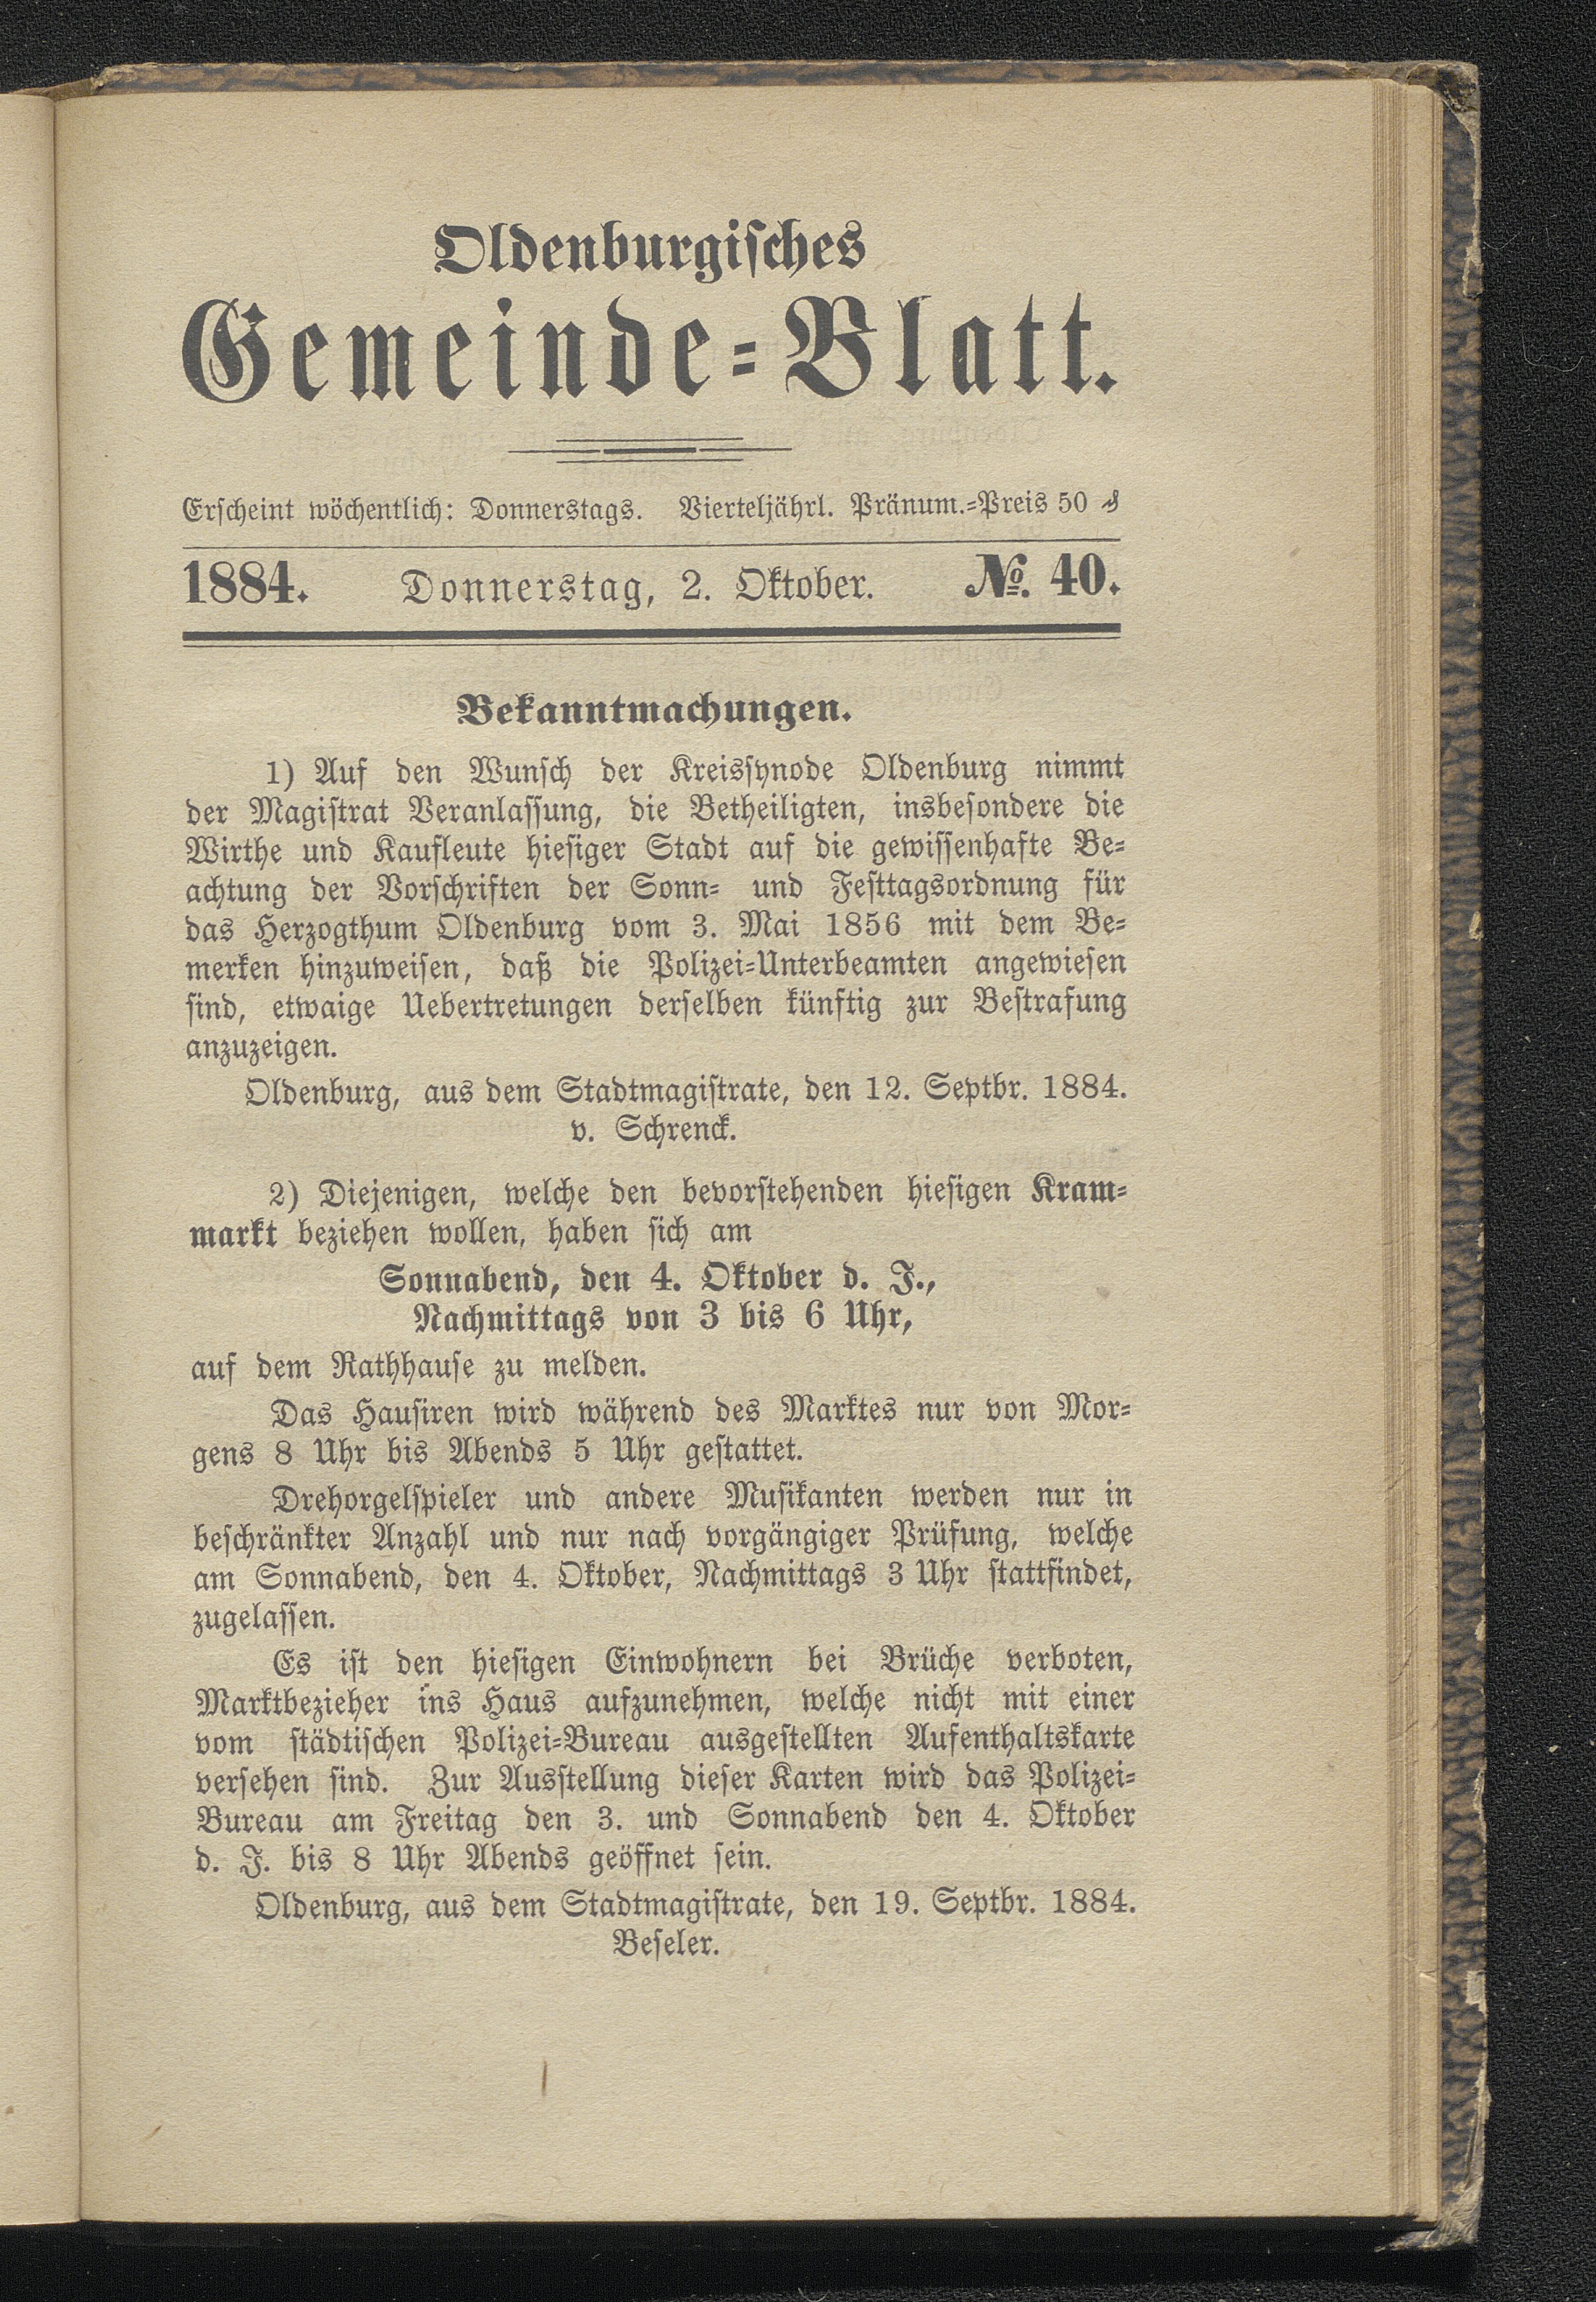 Oldenburgisches
Gemeinde-Blatt.
Erscheint wöchentlich: Donnerstags. Vierteljährl. Pränum.-Preis 50 ₰
1884. Donnerstag, 2. Oktober. №. 40.
Bekanntmachungen.
1) Auf den Wunsch der Kreissynode Oldenburg nimmt
der Magistrat Veranlassung, die Betheiligten, insbesondere die
Wirthe und Kaufleute hiesiger Stadt auf die gewissenhafte Be-
achtung der Vorschriften der Sonn- und Festtagsordnung für
das Herzogthum Oldenburg vom 3. Mai 1856 mit dem Be-
merken hinzuweisen, daß die Polizei-Unterbeamten angewiesen
sind, etwaige Uebertretungen derselben künftig zur Bestrafung
anzuzeigen.
Oldenburg, aus dem Stadtmagistrate, den 12. Septbr. 1884.
v. Schrenck.
2) Diejenigen, welche den bevorstehenden hiesigen Kram-
markt beziehen wollen, haben sich am
Sonnabend, den 4. Oktober d. J.,
Nachmittags von 3 bis 6 Uhr,
auf dem Rathhause zu melden.
Das Hausiren wird während des Marktes nur von Mor-
gens 8 Uhr bis Abends 5 Uhr gestattet.
Drehorgelspieler und andere Musikanten werden nur in
beschränkter Anzahl und nur nach vorgängiger Prüfung, welche
am Sonnabend, den 4. Oktober, Nachmittags 3 Uhr stattfindet,
zugelassen.
Es ist den hiesigen Einwohnern bei Brüche verboten,
Marktbezieher ins Haus aufzunehmen, welche nicht mit einer
vom städtischen Polizei-Bureau ausgestellten Aufenthaltskarte
versehen sind. Zur Ausstellung dieser Karten wird das Polizei-
Bureau am Freitag den 3. und Sonnabend den 4. Oktober
d. J. bis 8 Uhr Abends geöffnet sein.
Oldenburg, aus dem Stadtmagistrate, den 19. Septbr. 1884.
Beseler.